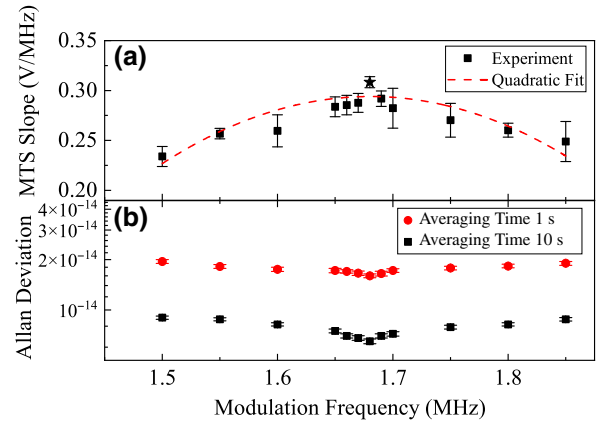 (a)
Experiment
Quadratic Fit
MTS Slope (V/MHz)
0.35
0.30
0.25
0.20
(b)
Averaging Time 1 s
Averaging Time 10 s
Allan Deviation
4×10⁻¹⁴
3×10⁻¹⁴
2×10⁻¹⁴
10⁻¹⁴
1.5 1.6 1.7 1.8
Modulation Frequency (MHz)